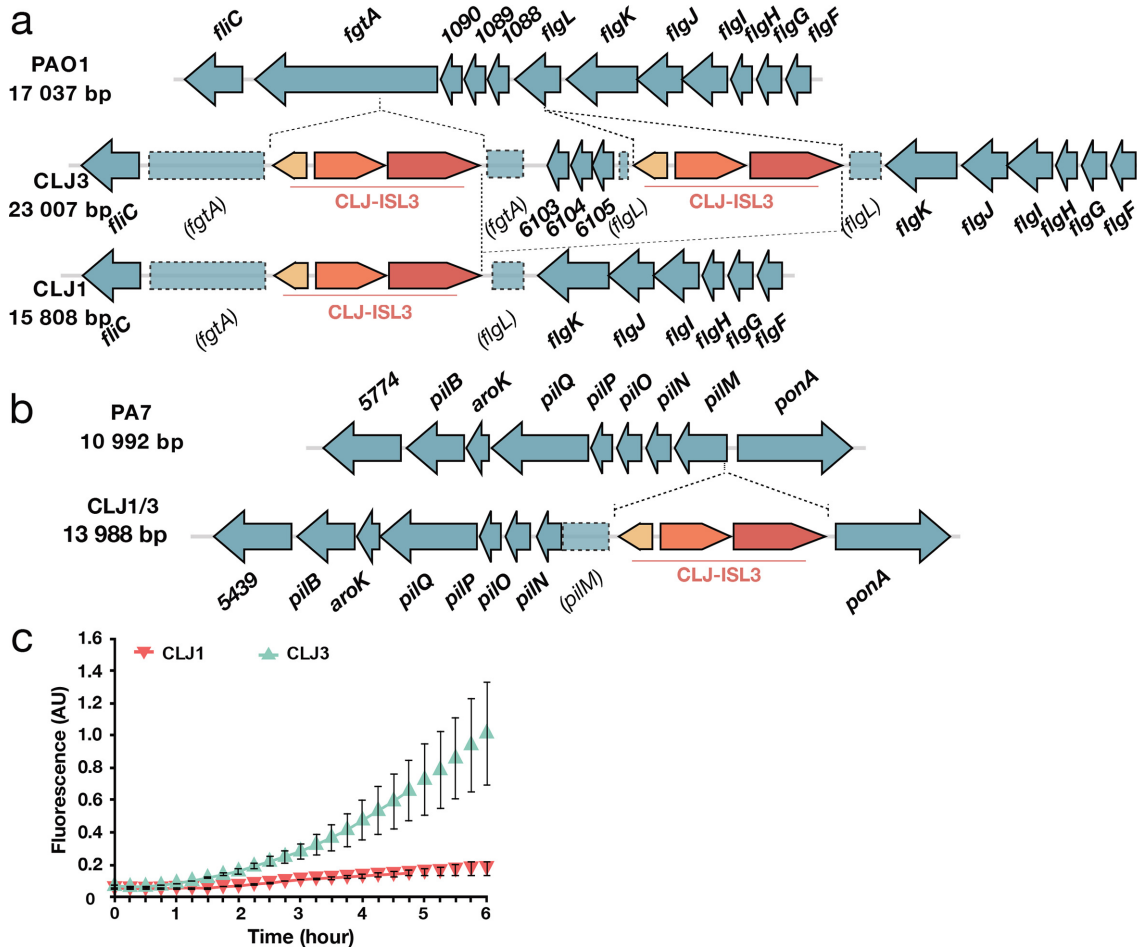 a
fliC fgtA 1090 1089 1088 flgL flgK flgJ flgI flgH flgG flgF
PAO1
17 037 bp
CLJ3
23 007 bp
CLJ-ISL3 CLJ-ISL3
fliC (fgtA) (fgtA) 6103 6104 6105 (flgL) (flgL) flgK flgJ flgI flgH flgG flgF
CLJ1
15 808 bp
CLJ-ISL3
fliC (fgtA) (flgL) flgK flgJ flgI flgH flgG flgF
b
5774 pilB aroK pilQ pilP pilO pilN pilM ponA
PA7
10 992 bp
CLJ1/3
13 988 bp
CLJ-ISL3
5439 pilB aroK pilQ pilP pilO pilN (pilM) ponA
c
CLJ1 CLJ3
Fluorescence (AU)
1.6
1.4
1.2
1.0
0.8
0.6
0.4
0.2
0
0 1 2 3 4 5 6
Time (hour)